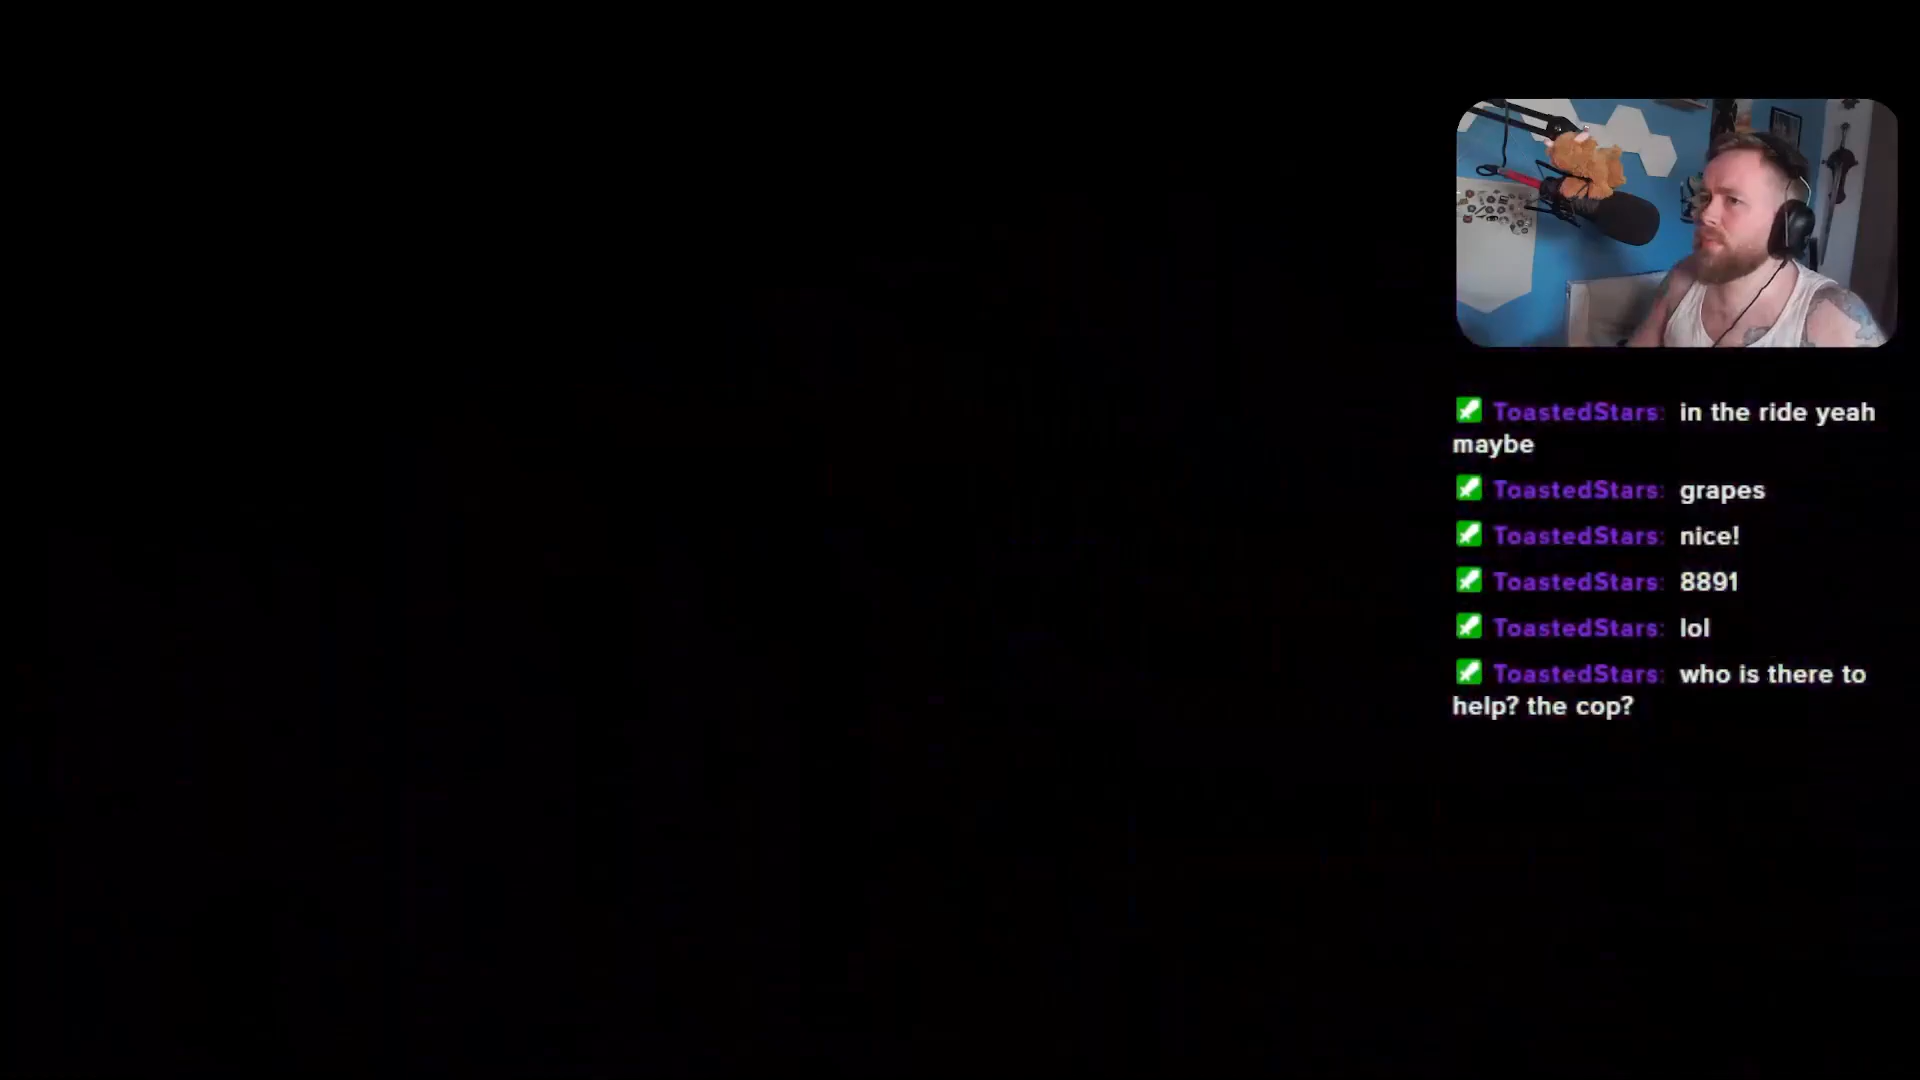 ToastedStars: in the ride yeah
maybe
ToastedStars: grapes
ToastedStars: nice!
ToastedStars: 8891
ToastedStars: lol
ToastedStars: who is there to
help? the cop?